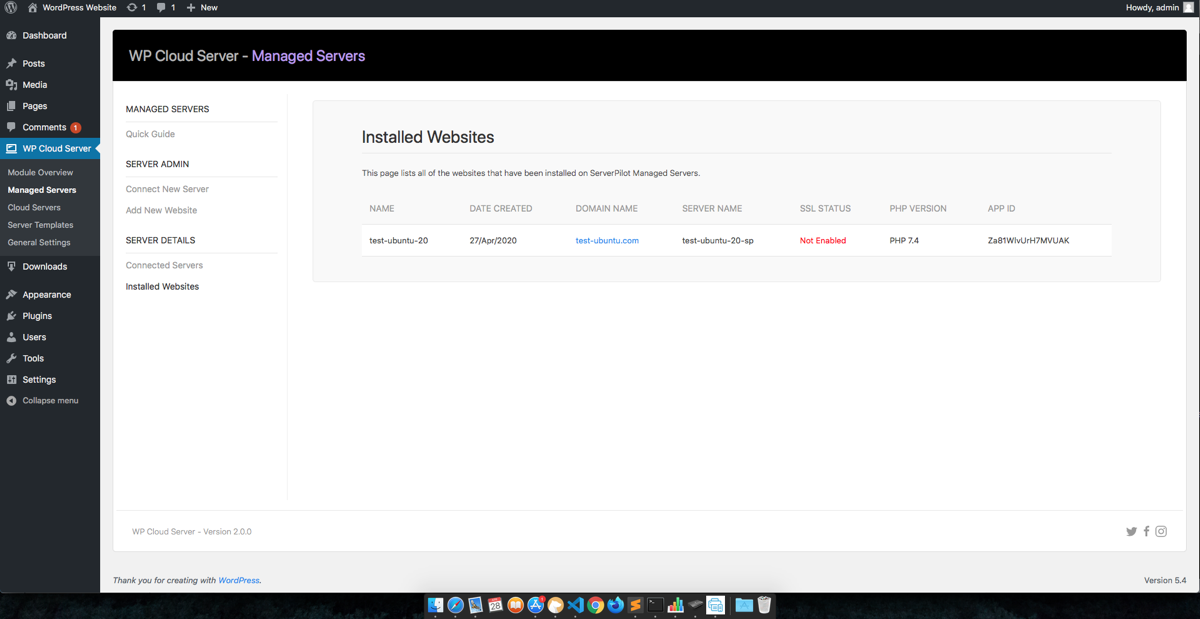 WordPress Website 1 1 New Howdy, admin
Dashboard
Posts
Media
Pages
Comments 1
WP Cloud Server
Module Overview
Managed Servers
Cloud Servers
Server Templates
General Settings
Downloads
Appearance
Plugins
Users
Tools
Settings
Collapse menu
WP Cloud Server - Managed Servers
MANAGED SERVERS
Quick Guide
SERVER ADMIN
Connect New Server
Add New Website
SERVER DETAILS
Connected Servers
Installed Websites
Installed Websites
This page lists all of the websites that have been installed on ServerPilot Managed Servers.
NAME DATE CREATED DOMAIN NAME SERVER NAME SSL STATUS PHP VERSION APP ID
test-ubuntu-20 27/Apr/2020 test-ubuntu.com test-ubuntu-20-sp Not Enabled PHP 7.4 Za81WlvUrH7MVUAK
WP Cloud Server - Version 2.0.0
Thank you for creating with WordPress. Version 5.4
28